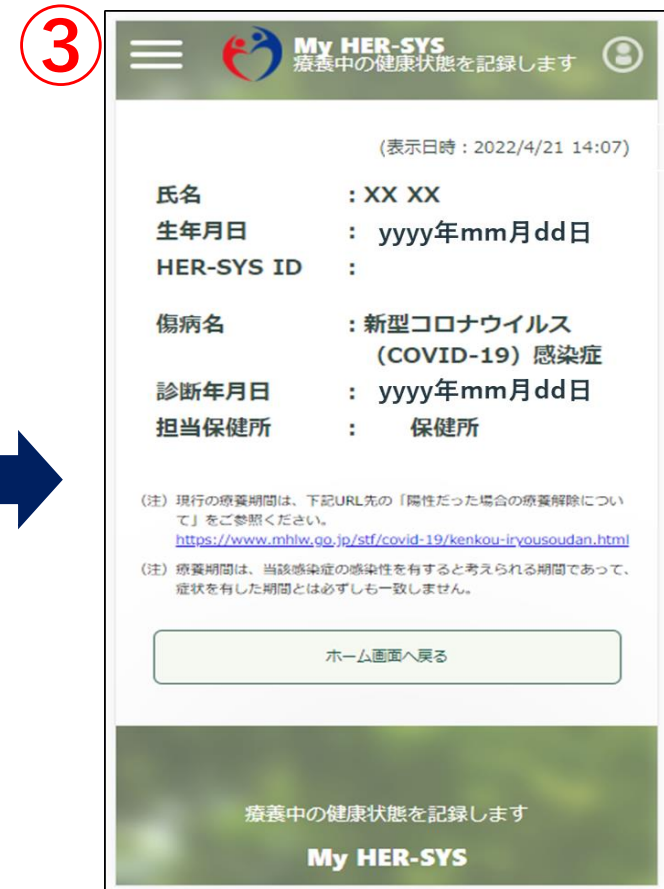 ③
My HER-SYS
療養中の健康状態を記録します
(表示日時：2022/4/21 14:07)
氏名 ：XX XX
生年月日 ： yyyy年mm月dd日
HER-SYS ID ：
傷病名 ：新型コロナウイルス
(COVID-19）感染症
診断年月日 ： yyyy年mm月dd日
担当保健所 ： 保健所
（注）現行の療養期間は、下記URL先の「陽性だった場合の療養解除につい
て」をご参照ください。
https://www.mhlw.go.jp/stf/covid-19/kenkou-iryousoudan.html
（注）療養期間は、当該感染症の感染性を有すると考えられる期間であって、
症状を有した期間とは必ずしも一致しません。
ホーム画面へ戻る
療養中の健康状態を記録します
My HER-SYS